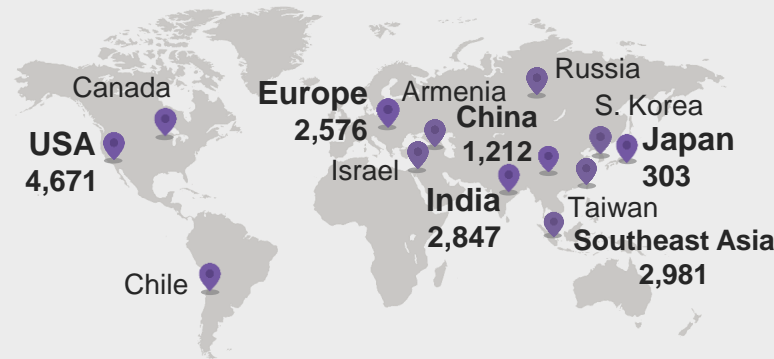 Canada
USA
4,671
Chile
Europe
2,576
Armenia
Israel
Russia
China
1,212
India
2,847
S. Korea
Japan
303
Taiwan
Southeast Asia
2,981